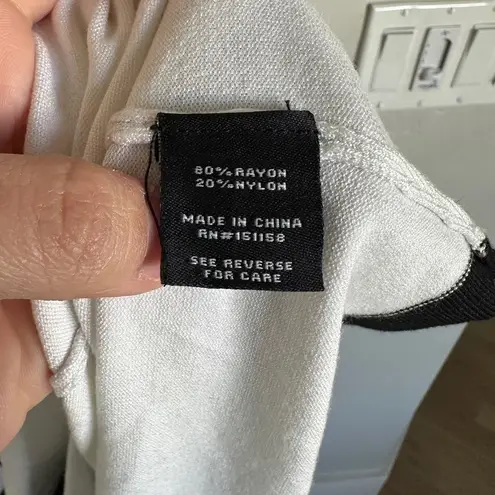 80% RAYON
20% NYLON
MADE IN CHINA
RN#151158
SEE REVERSE
FOR CARE